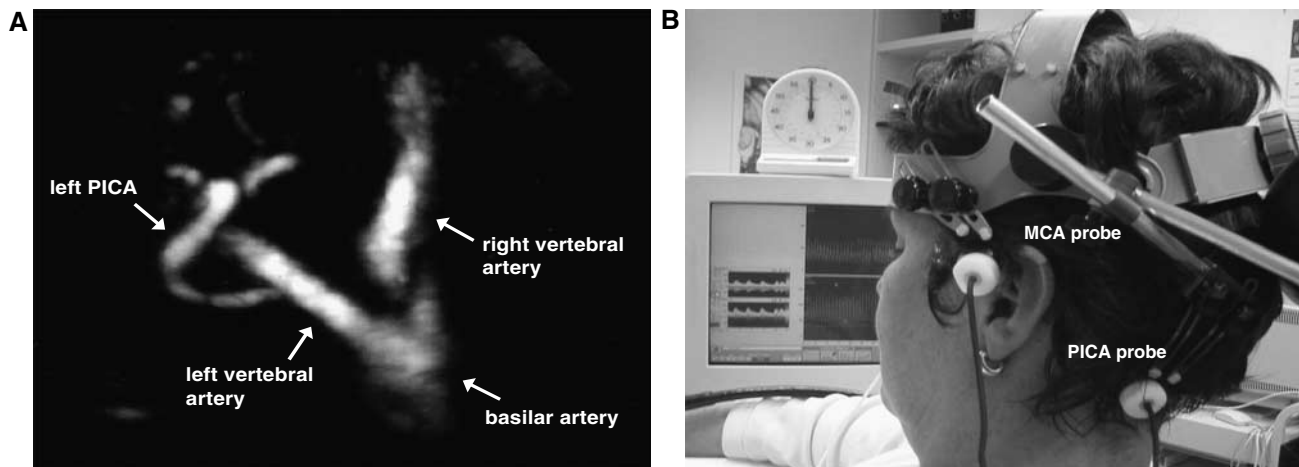 A
left PICA
right vertebral
artery
left vertebral
artery
basilar artery
B
MCA probe
PICA probe